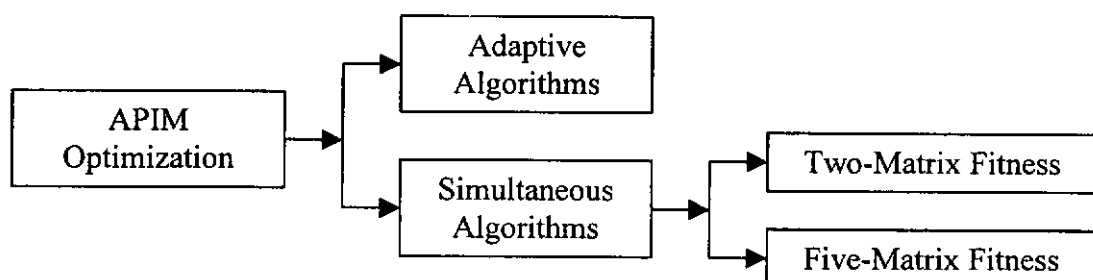 Adaptive
Algorithms
APIM
Optimization
Simultaneous
Algorithms
Two-Matrix Fitness
Five-Matrix Fitness